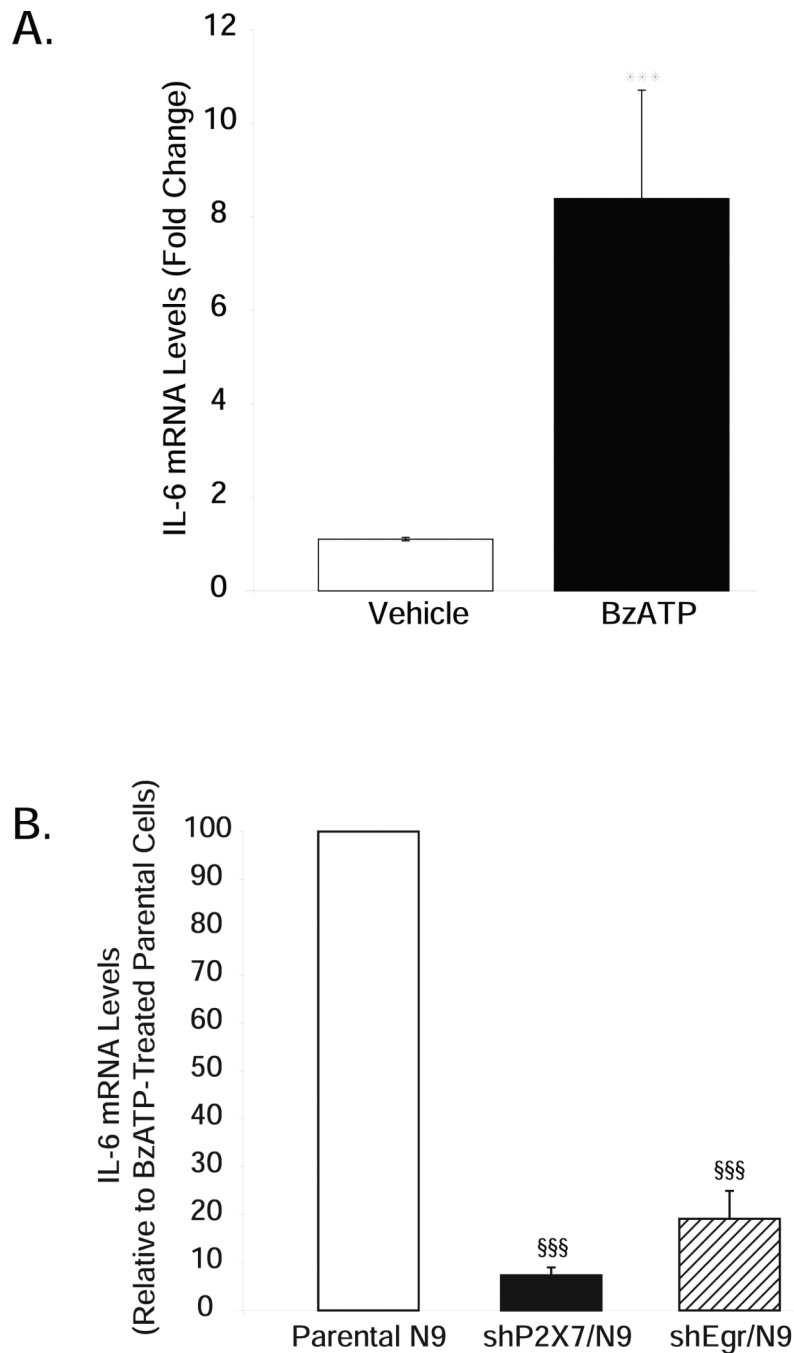 A.
IL-6 mRNA Levels (Fold Change)
12
10
8
6
4
2
0
***
Vehicle
BzATP
B.
IL-6 mRNA Levels
(Relative to BzATP-Treated Parental Cells)
100
90
80
70
60
50
40
30
20
10
0
§§§
§§§
Parental N9
shP2X7/N9
shEgr/N9